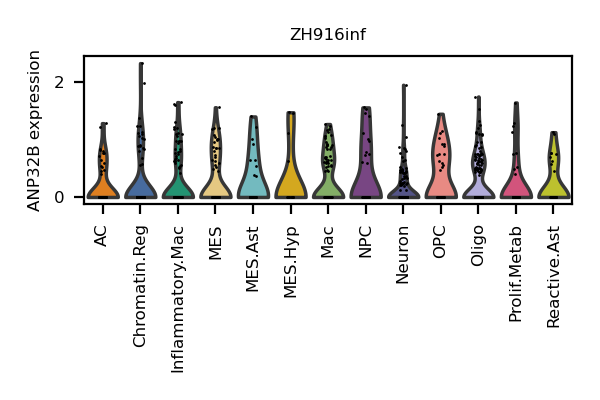 ZH916inf
ANP32B expression
2
0
AC
Chromatin.Reg
Inflammatory.Mac
MES
MES.Ast
MES.Hyp
Mac
NPC
Neuron
OPC
Oligo
Prolif.Metab
Reactive.Ast